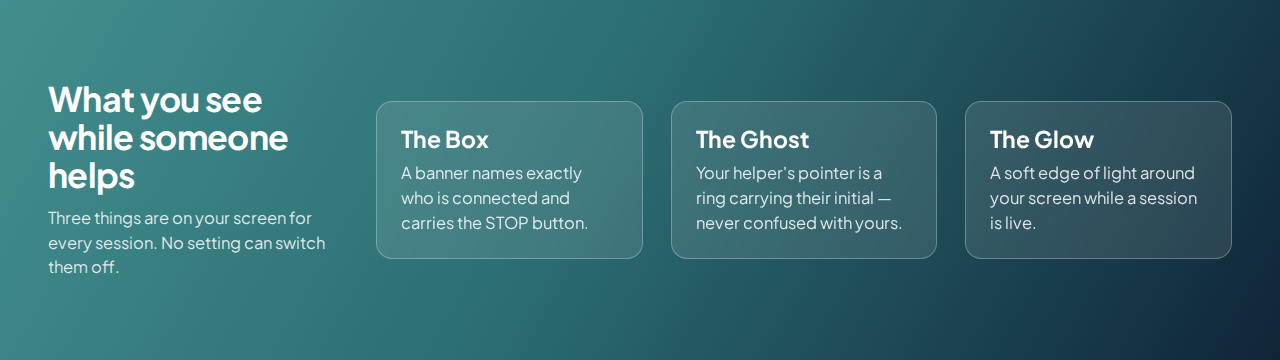 What you see
while someone
helps
Three things are on your screen for
every session. No setting can switch
them off.
The Box
A banner names exactly
who is connected and
carries the STOP button.
The Ghost
Your helper's pointer is a
ring carrying their initial —
never confused with yours.
The Glow
A soft edge of light around
your screen while a session
is live.